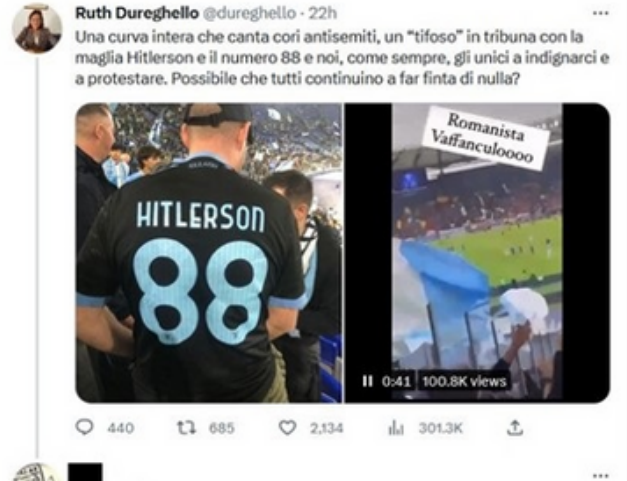 Ruth Dureghello @dureghello · 22h
Una curva intera che canta cori antisemiti, un "tifoso" in tribuna con la
maglia Hitlerson e il numero 88 e noi, come sempre, gli unici a indignarci e
a protestare. Possibile che tutti continuino a far finta di nulla?
HITLERSON
88
Romanista
Vaffanculoooo
0:41 100.8K views
440 685 2,134 301.3K